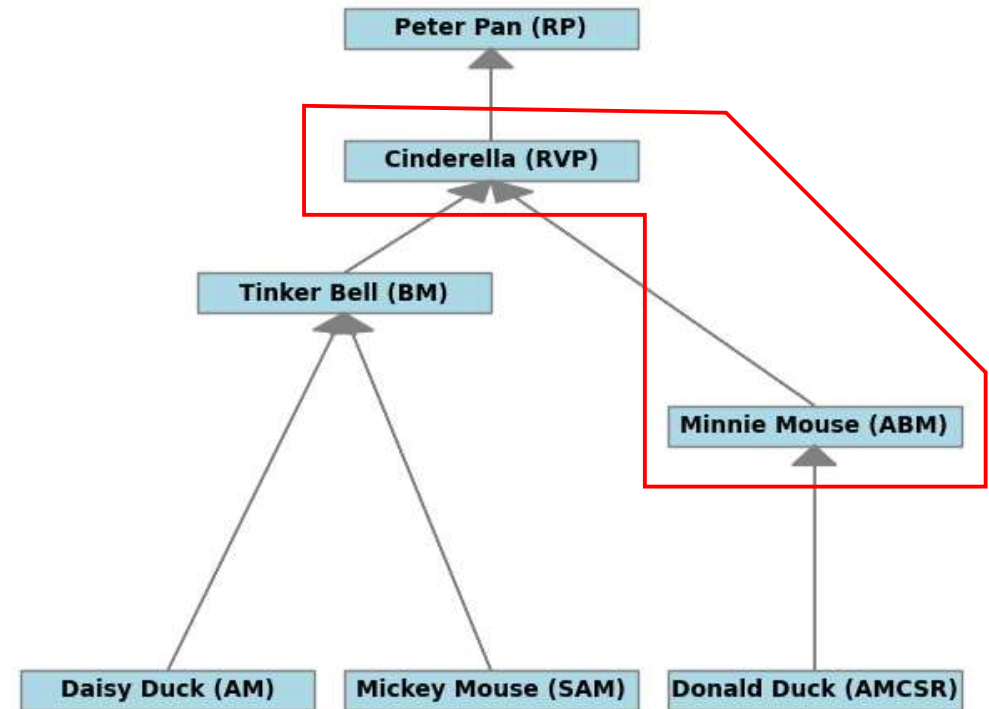 Peter Pan (RP)
Cinderella (RVP)
Tinker Bell (BM)
Minnie Mouse (ABM)
Daisy Duck (AM)
Mickey Mouse (SAM)
Donald Duck (AMCSR)